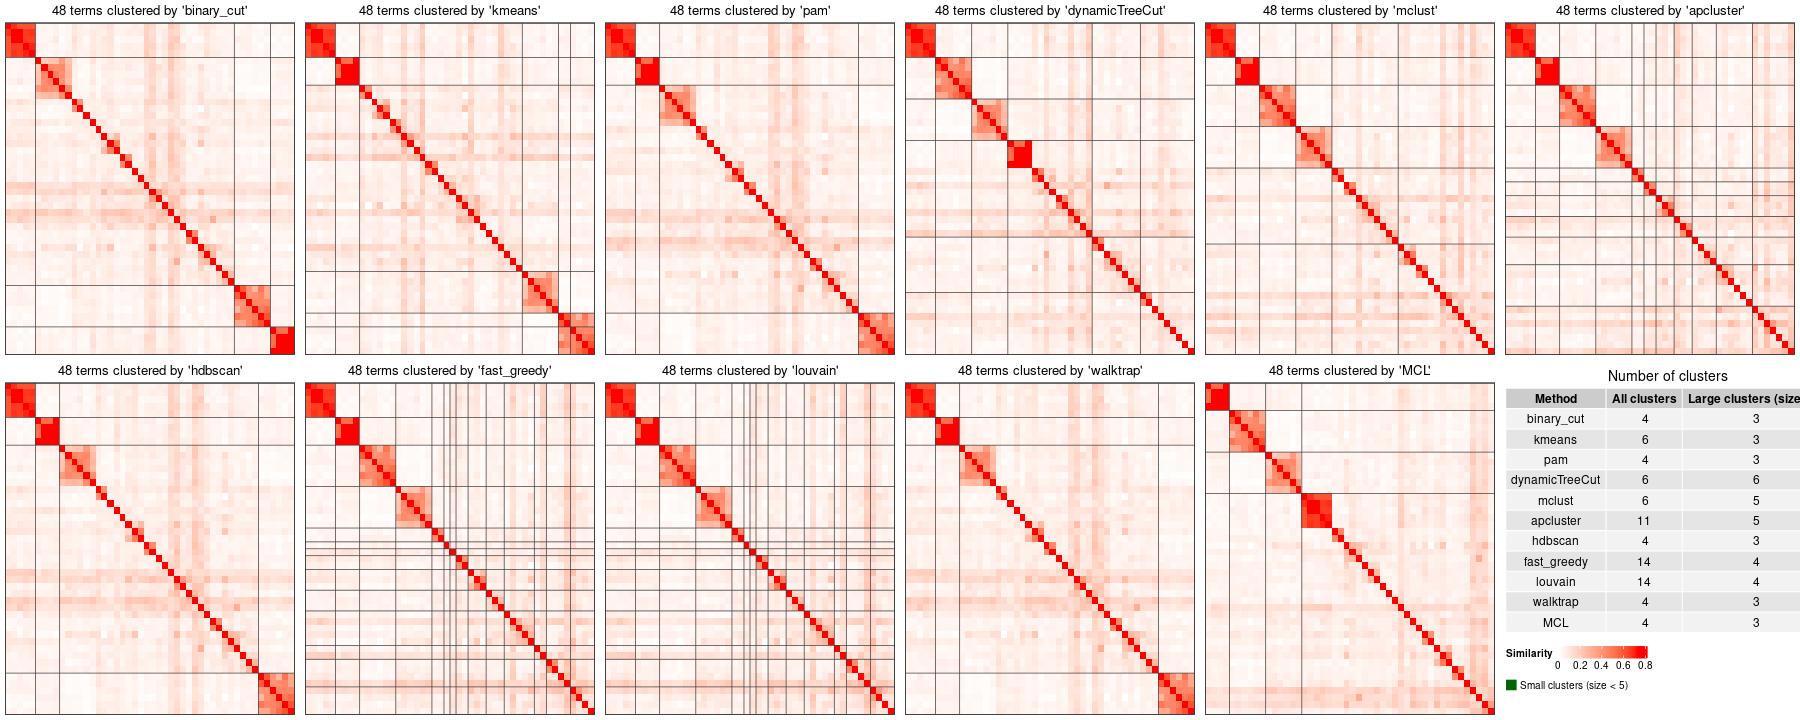 48 terms clustered by 'binary_cut'
48 terms clustered by 'kmeans'
48 terms clustered by 'pam'
48 terms clustered by 'dynamicTreeCut'
48 terms clustered by 'mclust'
48 terms clustered by 'apcluster'
48 terms clustered by 'hdbscan'
48 terms clustered by 'fast_greedy'
48 terms clustered by 'louvain'
48 terms clustered by 'walktrap'
48 terms clustered by 'MCL'
Number of clusters
Method All clusters Large clusters (size
binary_cut 4 3
kmeans 6 3
pam 4 3
dynamicTreeCut 6 6
mclust 6 5
apcluster 11 5
hdbscan 4 3
fast_greedy 14 4
louvain 14 4
walktrap 4 3
MCL 4 3
Similarity
0 0.2 0.4 0.6 0.8
Small clusters (size < 5)